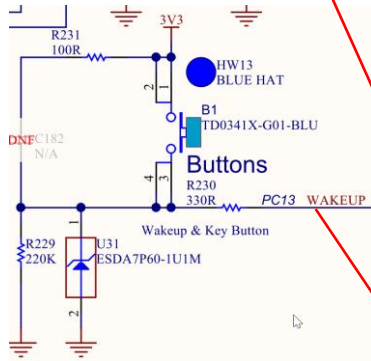 3V3
R231
100R
HW13
BLUE HAT
2
1
B1
TD0341X-G01-BLU
DNF
C182
N/A
Buttons
4
3
R230
330R
PC13
WAKEUP
Wakeup & Key Button
1
R229
220K
U31
ESDA7P60-1U1M
2